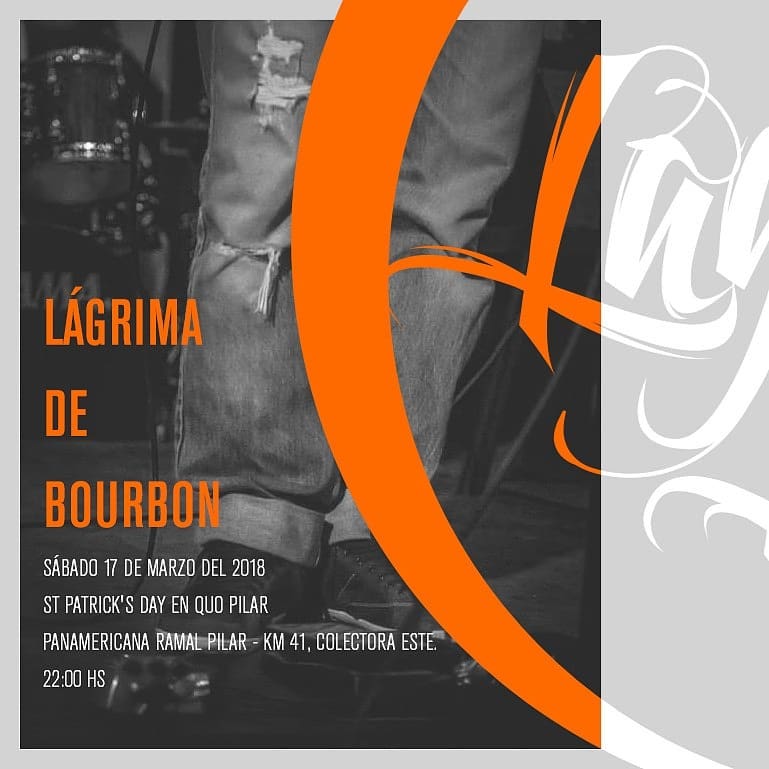 LÁGRIMA
DE
BOURBON
SÁBADO 17 DE MARZO DEL 2018
ST PATRICK'S DAY EN QUO PILAR
PANAMERICANA RAMAL PILAR - KM 41, COLECTORA ESTE.
22:00 HS